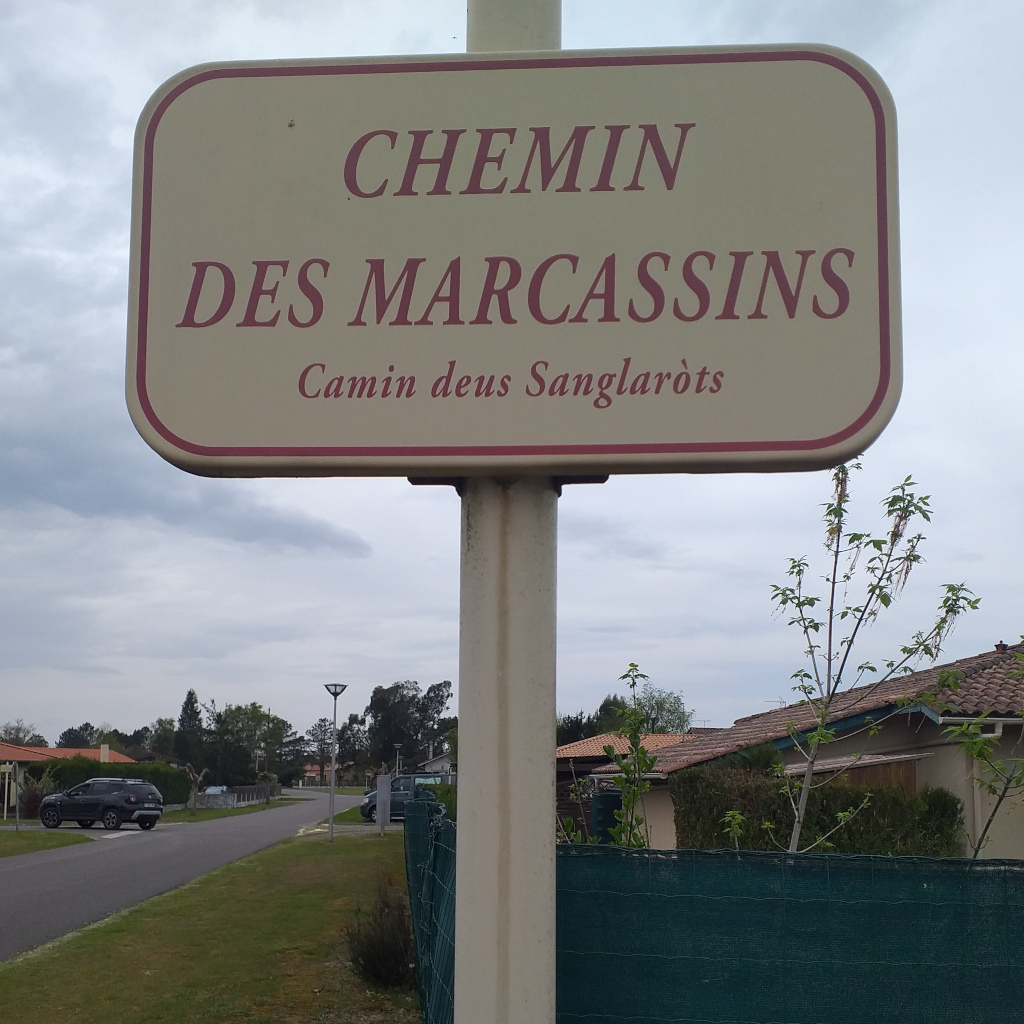 CHEMIN
DES MARCASSINS
Camin deus Sanglaròts